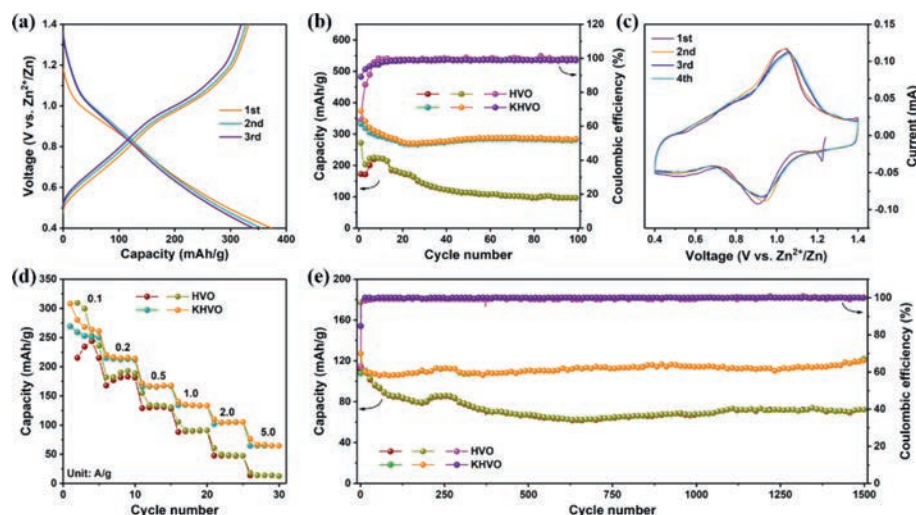 (a)
1.4
1.2
1.0
0.8
0.6
0.4
Voltage (V vs. Zn²⁺/Zn)
1st
2nd
3rd
0 100 200 300 400
Capacity (mAh/g)
(b)
600
500
400
300
200
100
0
Capacity (mAh/g)
HVO
KHVO
0 20 40 60 80 100
Cycle number
120
100
80
60
40
20
0
Coulombic efficiency (%)
(c)
1st
2nd
3rd
4th
0.15
0.10
0.05
0.00
-0.05
-0.10
Current (mA)
0.4 0.6 0.8 1.0 1.2 1.4
Voltage (V vs. Zn²⁺/Zn)
(d)
350
300
250
200
150
100
50
0
Capacity (mAh/g)
HVO
KHVO
0.1
0.2
0.5
1.0
2.0
5.0
Unit: A/g
0 5 10 15 20 25 30
Cycle number
(e)
200
160
120
80
40
0
Capacity (mAh/g)
HVO
KHVO
0 250 500 750 1000 1250 1500
Cycle number
100
80
60
40
20
0
Coulombic efficiency (%)